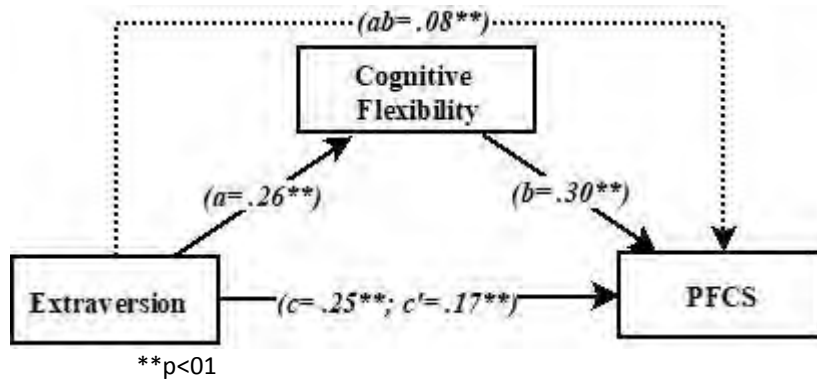 (ab= .08**)
Cognitive
Flexibility
(a= .26**)
(b= .30**)
Extraversion
(c= .25**; c'= .17**)
PFCS
**p<01